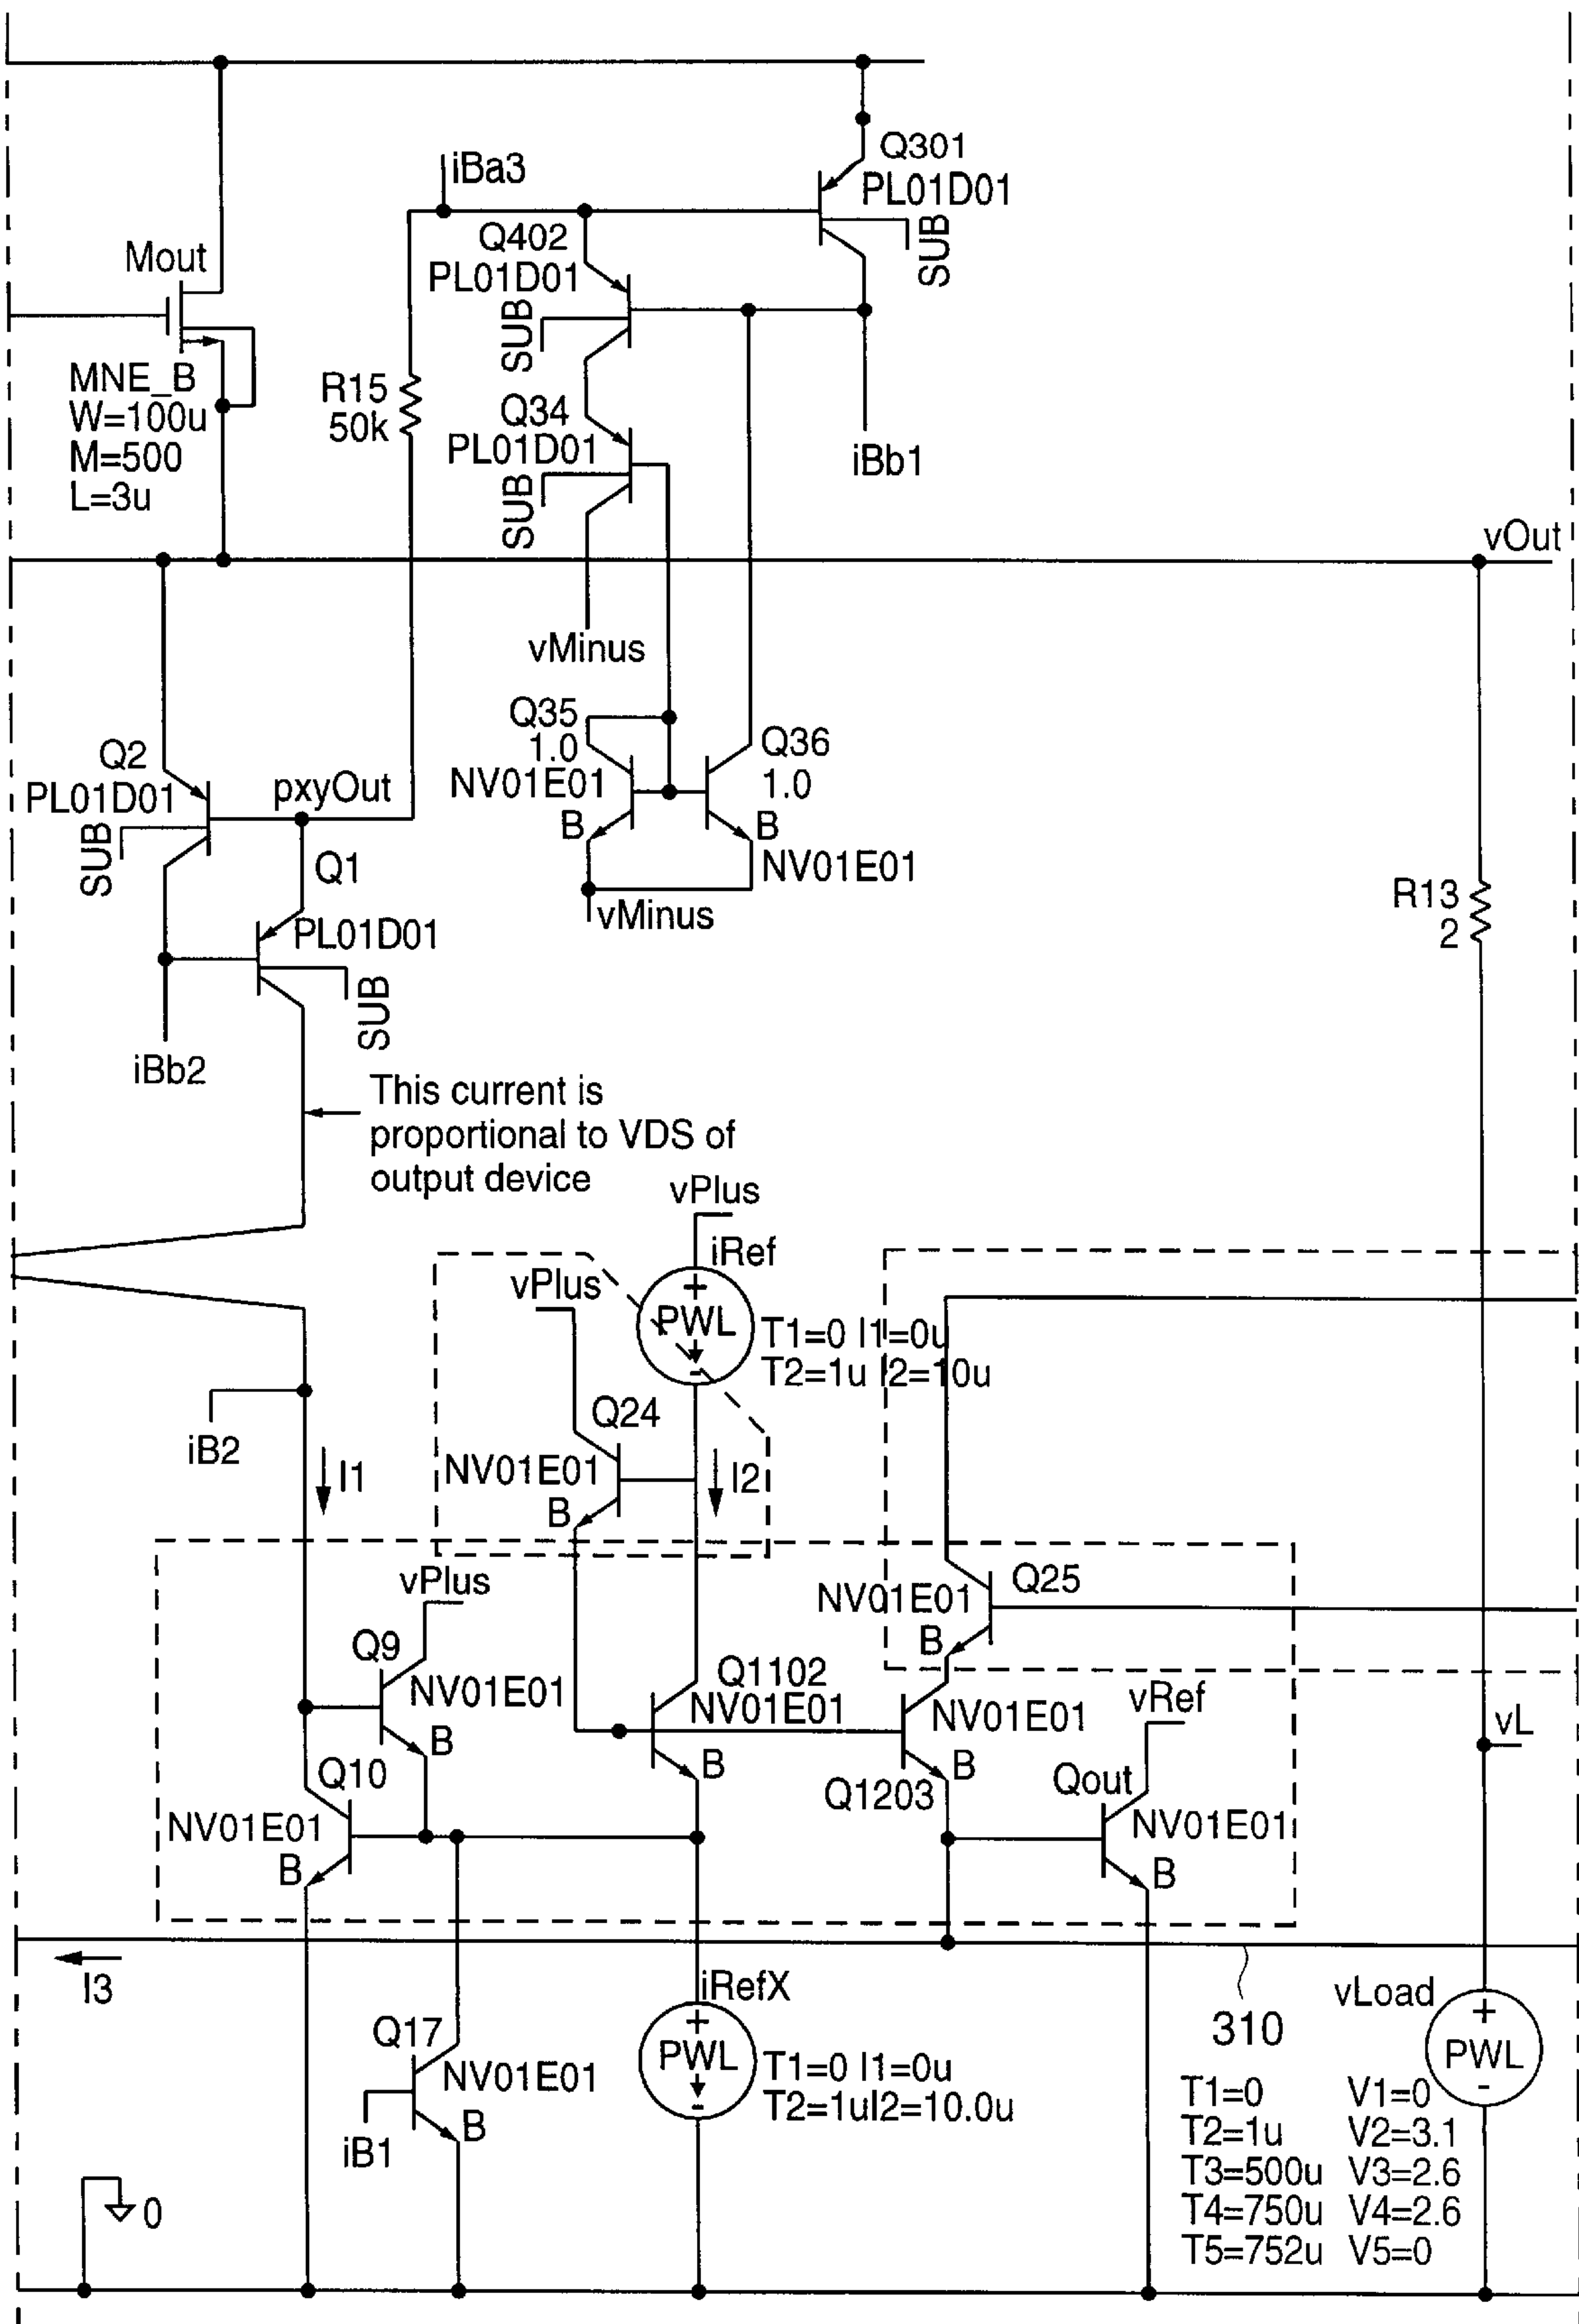 Q301
PL01D01
SUB
iBa3
Q402
PL01D01
SUB
Mout
MNE_B
W=100u
M=500
L=3u
R15
50k
Q34
PL01D01
SUB
iBb1
vOut
vMinus
Q35
1.0
NV01E01
B
Q36
1.0
B
NV01E01
vMinus
Q2
PL01D01
SUB
pxyOut
Q1
PL01D01
SUB
iBb2
R13
2
This current is
proportional to VDS of
output device
vPlus
iRef
+
PWL
-
T1=0 I1=0u
T2=1u I2=10u
vPlus
Q24
NV01E01
B
iB2
I1
I2
vPlus
Q9
NV01E01
B
Q10
NV01E01
B
Q1102
NV01E01
B
Q25
NV01E01
B
NV01E01
B
Q1203
vRef
Qout
NV01E01
B
vL
I3
310
iRefX
+
PWL
-
T1=0 I1=0u
T2=1uI2=10.0u
Q17
NV01E01
B
iB1
vLoad
+
PWL
-
T1=0 V1=0
T2=1u V2=3.1
T3=500u V3=2.6
T4=750u V4=2.6
T5=752u V5=0
0